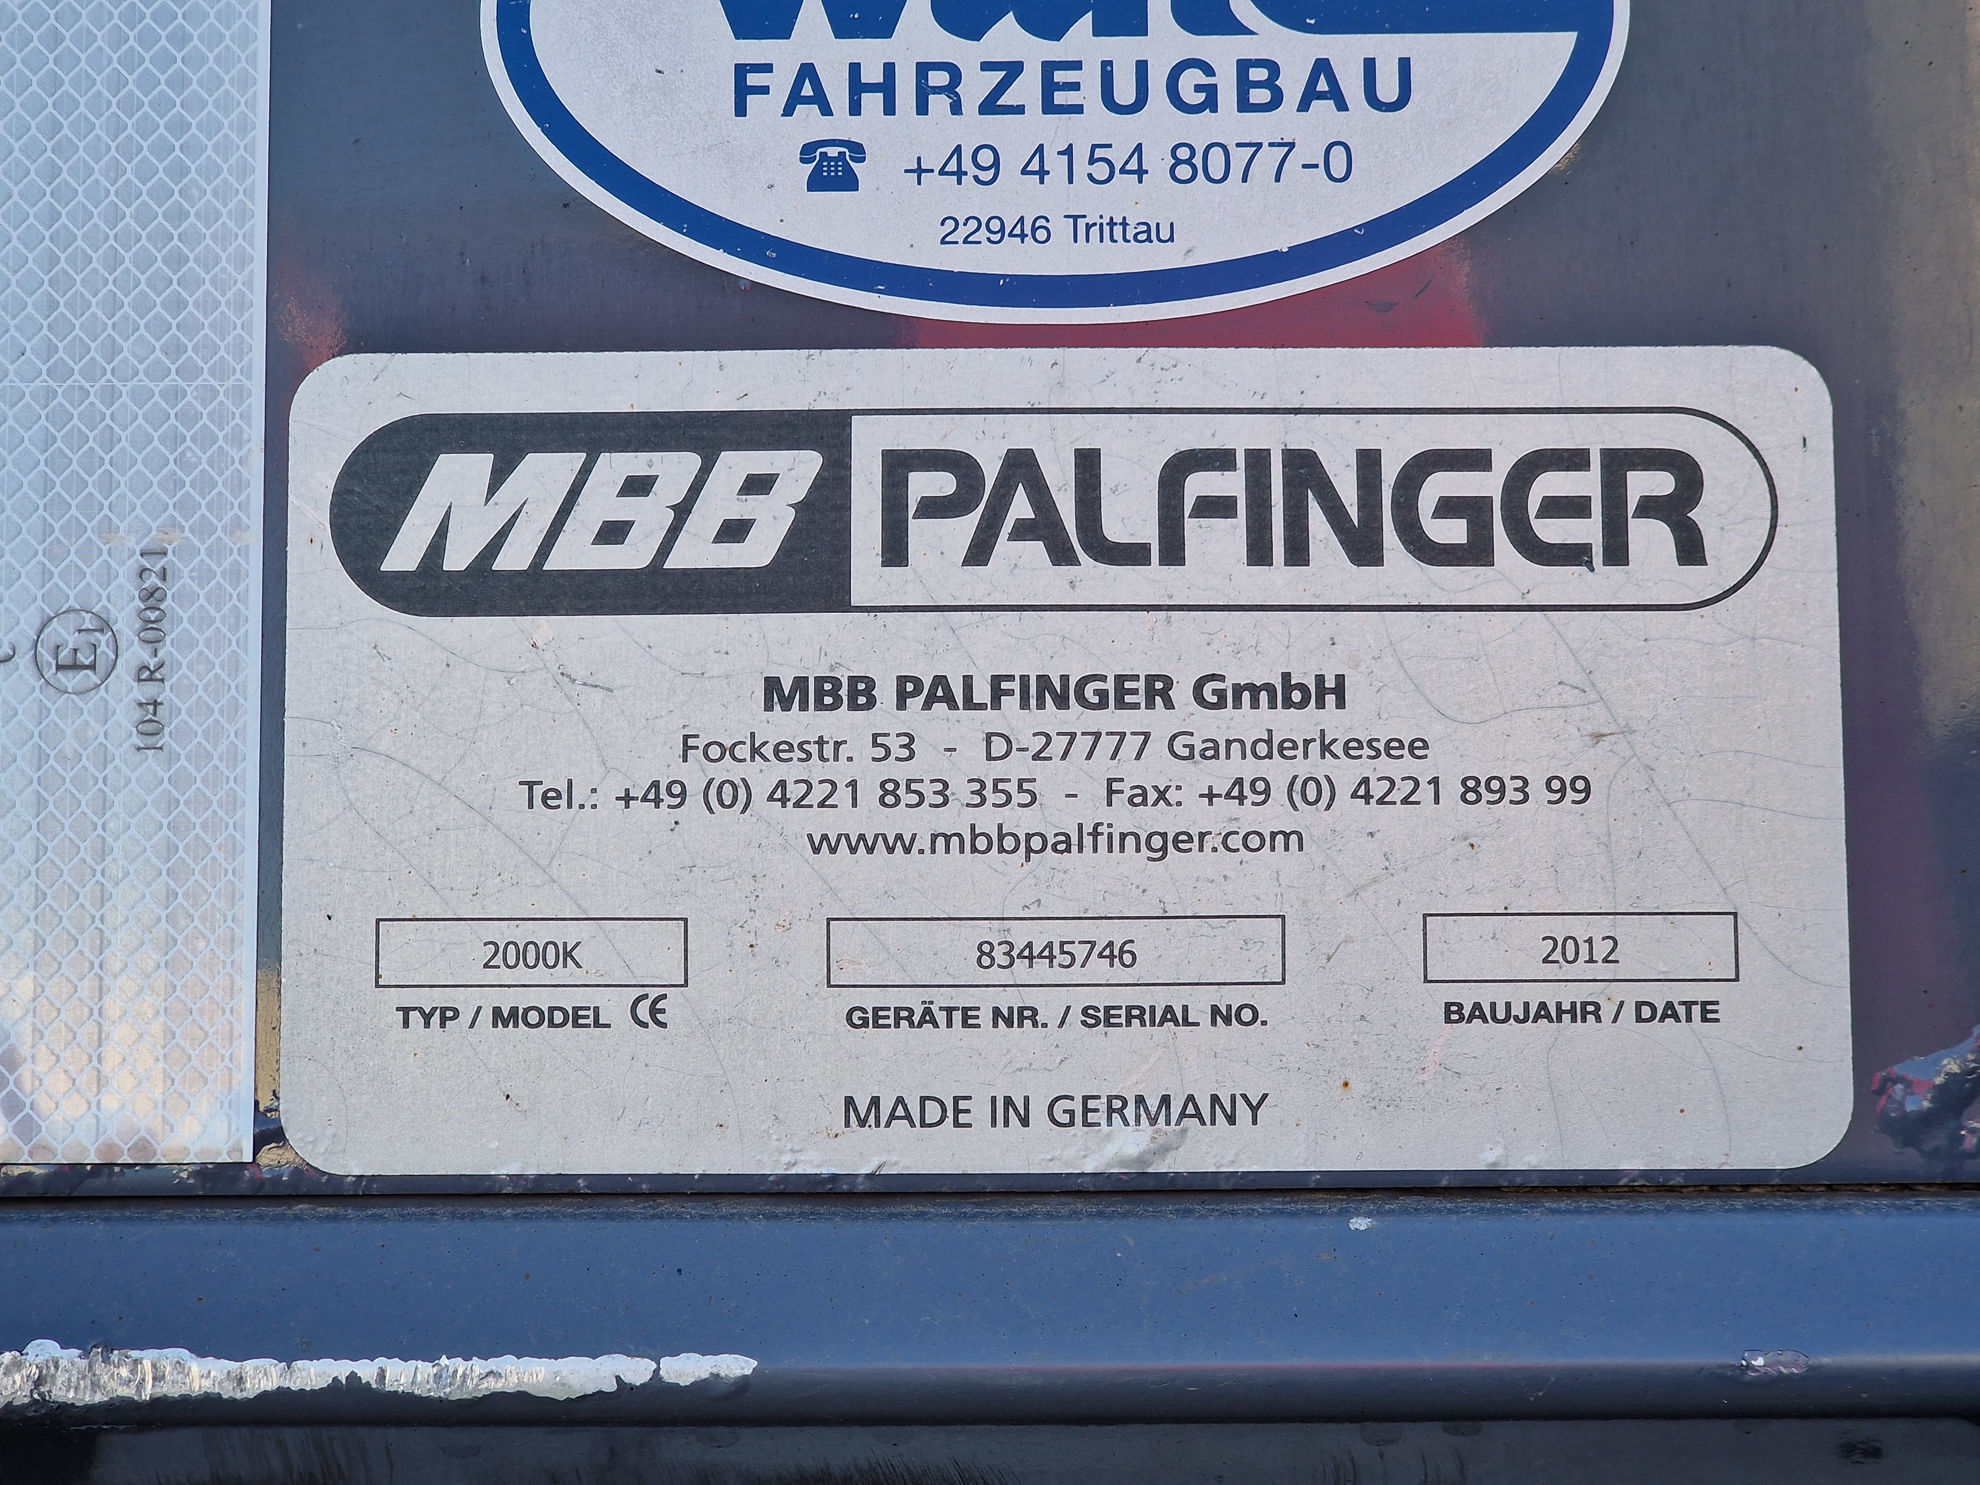 FAHRZEUGBAU
+49 4154 8077-0
22946 Trittau
MBB PALFINGER
MBB PALFINGER GmbH
Fockestr. 53 - D-27777 Ganderkesee
Tel.: +49 (0) 4221 853 355 - Fax: +49 (0) 4221 893 99
www.mbbpalfinger.com
2000K 83445746 2012
TYP / MODEL CE GERÄTE NR. / SERIAL NO. BAUJAHR / DATE
MADE IN GERMANY
E1
104 R-00821